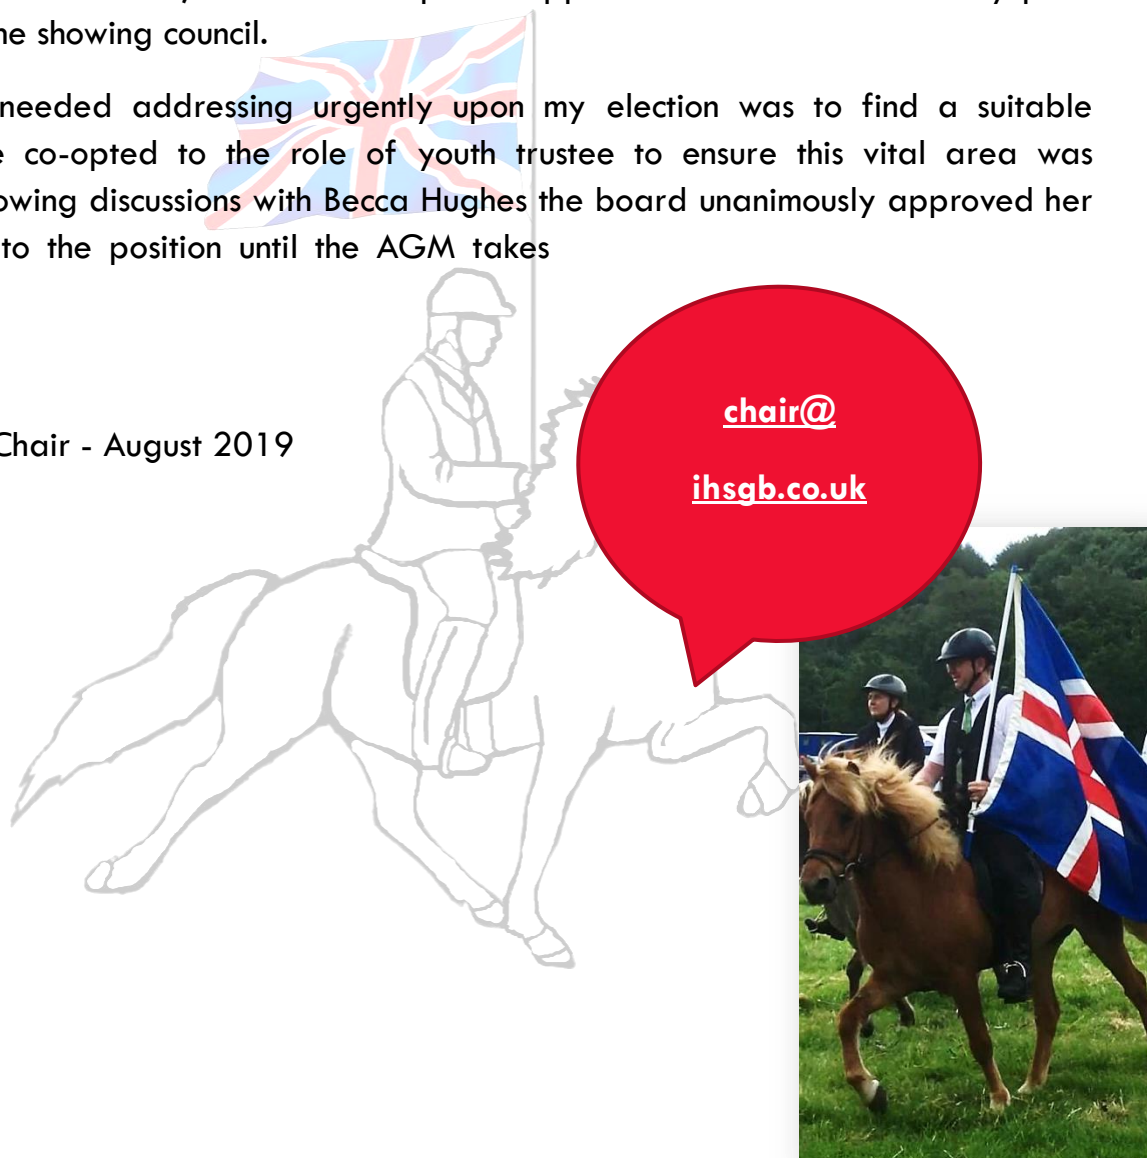 ne showing council.
needed addressing urgently upon my election was to find a suitable
e co-opted to the role of youth trustee to ensure this vital area was
owing discussions with Becca Hughes the board unanimously approved her
to the position until the AGM takes
Chair - August 2019
chair@
ihsgb.co.uk